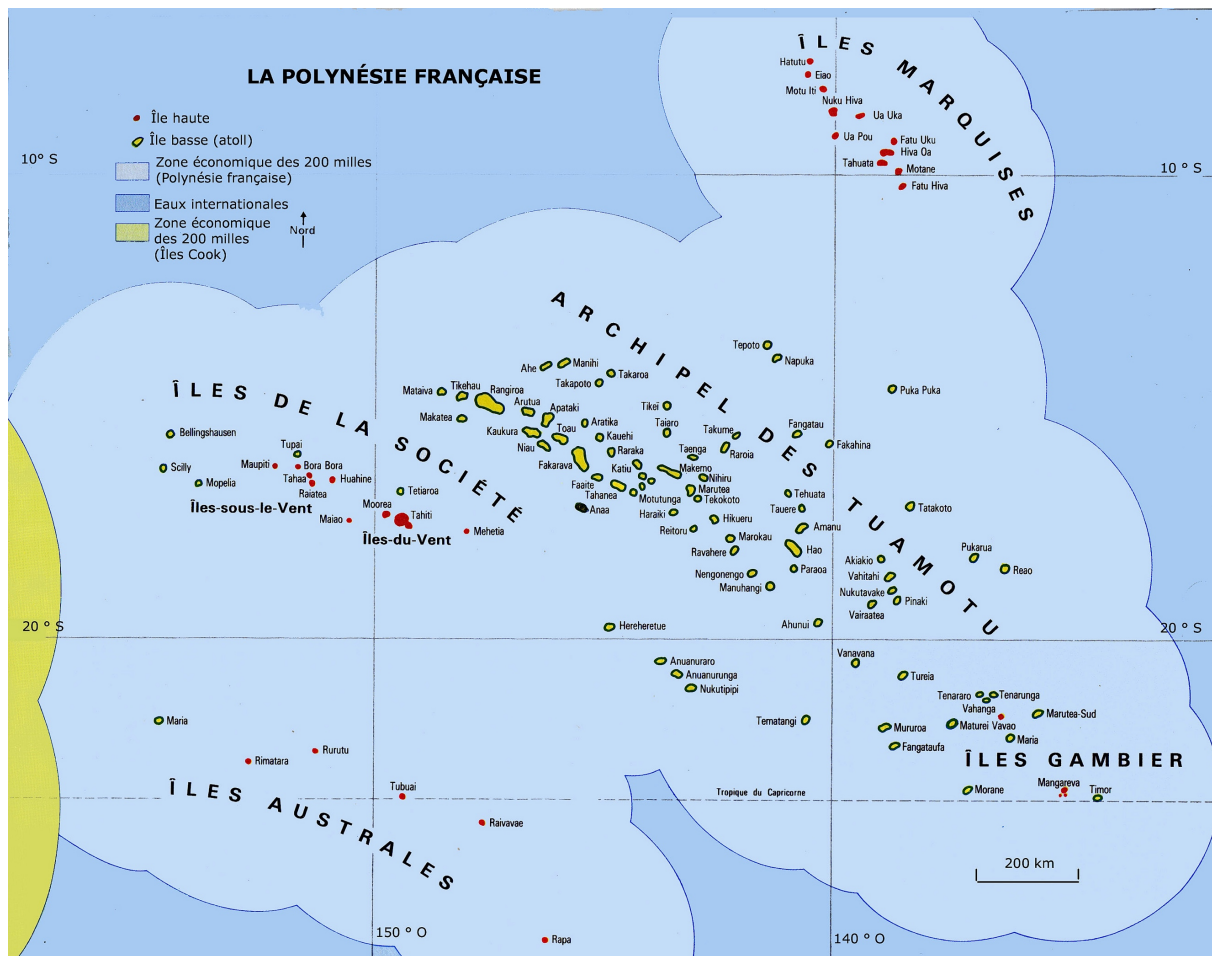 LA POLYNÉSIE FRANÇAISE
Île haute
Île basse (atoll)
Zone économique des 200 milles
(Polynésie française)
Eaux internationales
Zone économique
des 200 milles
(Îles Cook)
Nord
10° S
10 ° S
20 ° S
20 ° S
150 ° O
140 ° O
ÎLES MARQUISES
Hatutu
Eiao
Motu Iti
Nuku Hiva
Ua Uka
Ua Pou
Fatu Uku
Hiva Oa
Tahuata
Motane
Fatu Hiva
ARCHIPEL DES TUAMOTU
Tepoto
Napuka
Ahe
Manihi
Takaroa
Takapoto
Puka Puka
Mataiva
Tikehau
Rangiroa
Makatea
Arutua
Apataki
Kaukura
Toau
Niau
Aratika
Kauehi
Raraka
Fakarava
Katiu
Faaite
Tahanea
Anaa
Motutunga
Haraiki
Reitoru
Tikei
Taiaro
Takume
Raroia
Taenga
Makemo
Nihiru
Marutea
Tekokoto
Hikueru
Marokau
Ravahere
Nengonengo
Manuhangi
Fangatau
Fakahina
Tehuata
Tauere
Amanu
Hao
Paraoa
Ahunui
Tatakoto
Pukarua
Reao
Akiakio
Vahitahi
Nukutavake
Pinaki
Vairaatea
Hereheretue
Anuanuraro
Anuanurunga
Nukutipipi
Vanavana
Tureia
Tematangi
Mururoa
Fangataufa
Tenararo
Tenarunga
Vahanga
Maturei Vavao
Marutea-Sud
Maria
ÎLES GAMBIER
Mangareva
Timor
Morane
ÎLES DE LA SOCIÉTÉ
Bellingshausen
Scilly
Mopelia
Tupai
Maupiti
Bora Bora
Tahaa
Huahine
Raiatea
Îles-sous-le-Vent
Tetiaroa
Moorea
Tahiti
Maiao
Mehetia
Îles-du-Vent
Maria
Rimatara
Rurutu
Tubuai
Raivavae
Rapa
ÎLES AUSTRALES
Tropique du Capricorne
200 km